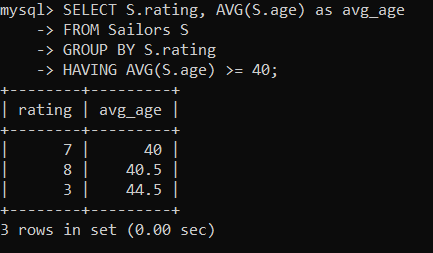 mysql> SELECT S.rating, AVG(S.age) as avg_age
    -> FROM Sailors S
    -> GROUP BY S.rating
    -> HAVING AVG(S.age) >= 40;
+--------+---------+
| rating | avg_age |
+--------+---------+
|      7 |      40 |
|      8 |    40.5 |
|      3 |    44.5 |
+--------+---------+
3 rows in set (0.00 sec)